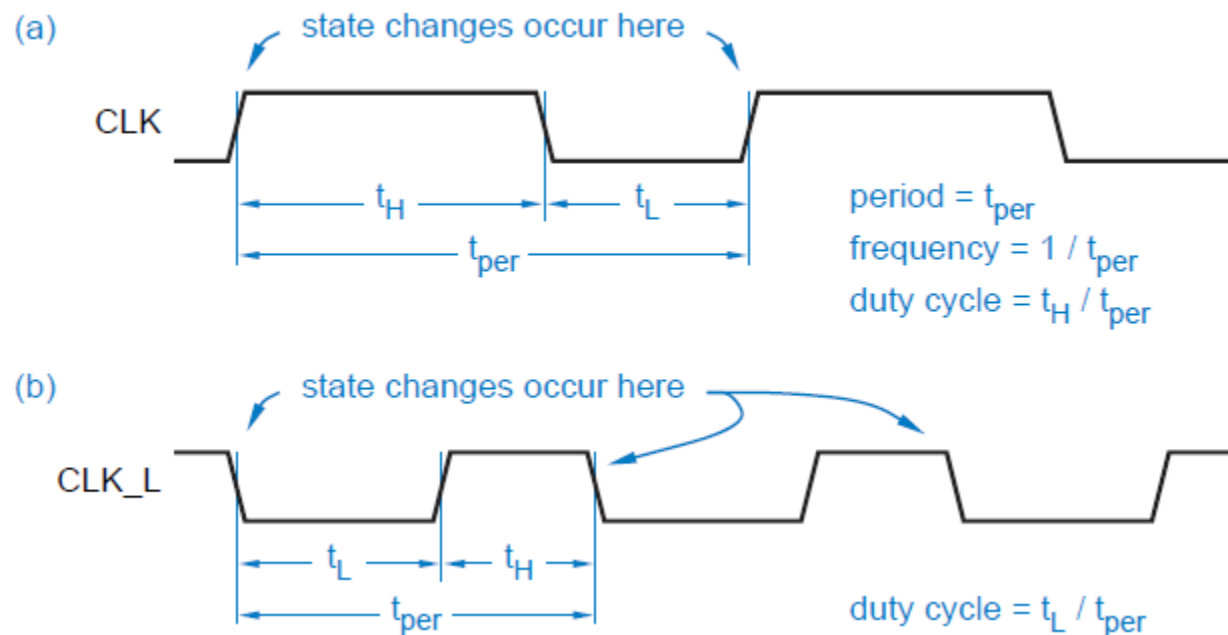 (a)
state changes occur here
CLK
tH
tL
tper
period = tper
frequency = 1 / tper
duty cycle = tH / tper
(b)
state changes occur here
CLK_L
tL
tH
tper
duty cycle = tL / tper